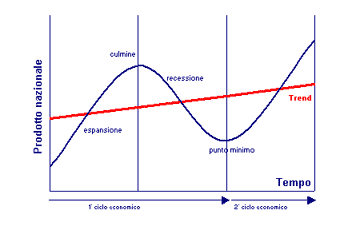 culmine
recessione
Prodotto nazionale
Trend
espansione
punto minimo
Tempo
1° ciclo economico
2° ciclo economico